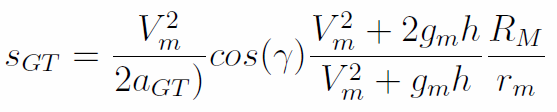 s_{GT} = \frac{V_m^2}{2a_{GT})} cos(\gamma) \frac{V_m^2 + 2g_m h}{V_m^2 + g_m h} \frac{R_M}{r_m}